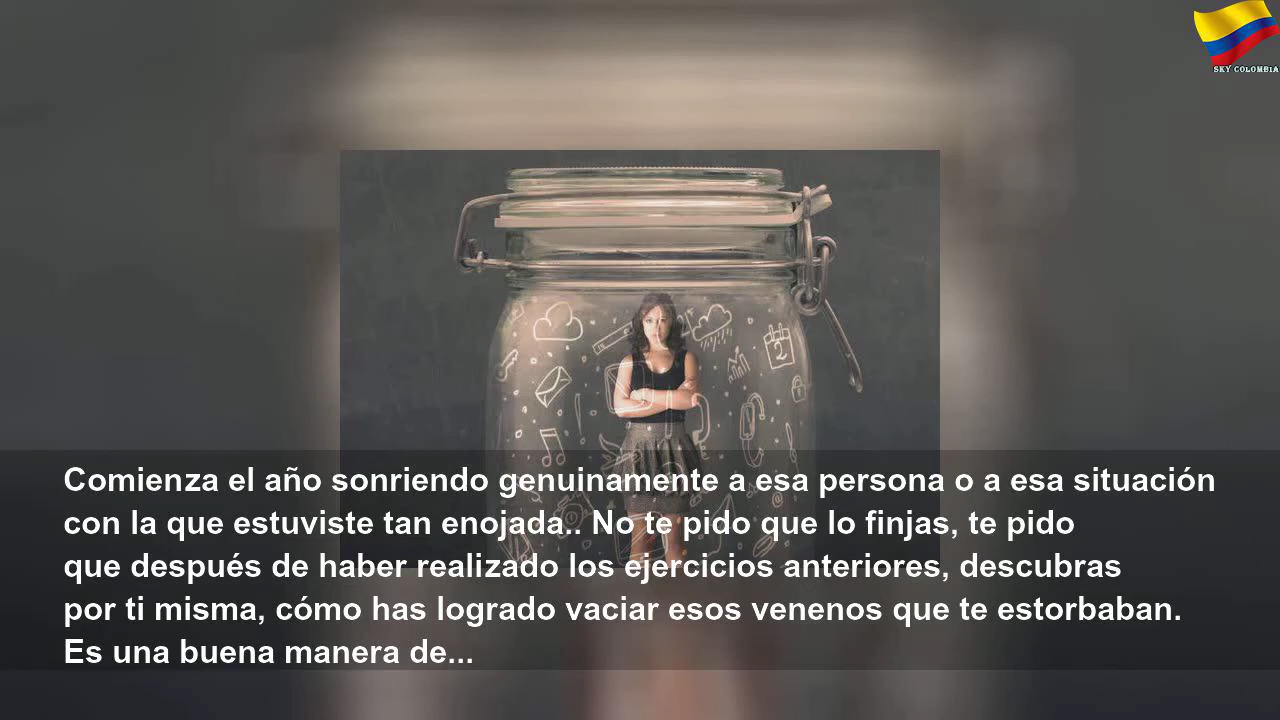 SKY COLOMBIA
2
Comienza el año sonriendo genuinamente a esa persona o a esa situación
con la que estuviste tan enojada.. No te pido que lo finjas, te pido
que después de haber realizado los ejercicios anteriores, descubras
por ti misma, cómo has logrado vaciar esos venenos que te estorbaban.
Es una buena manera de...